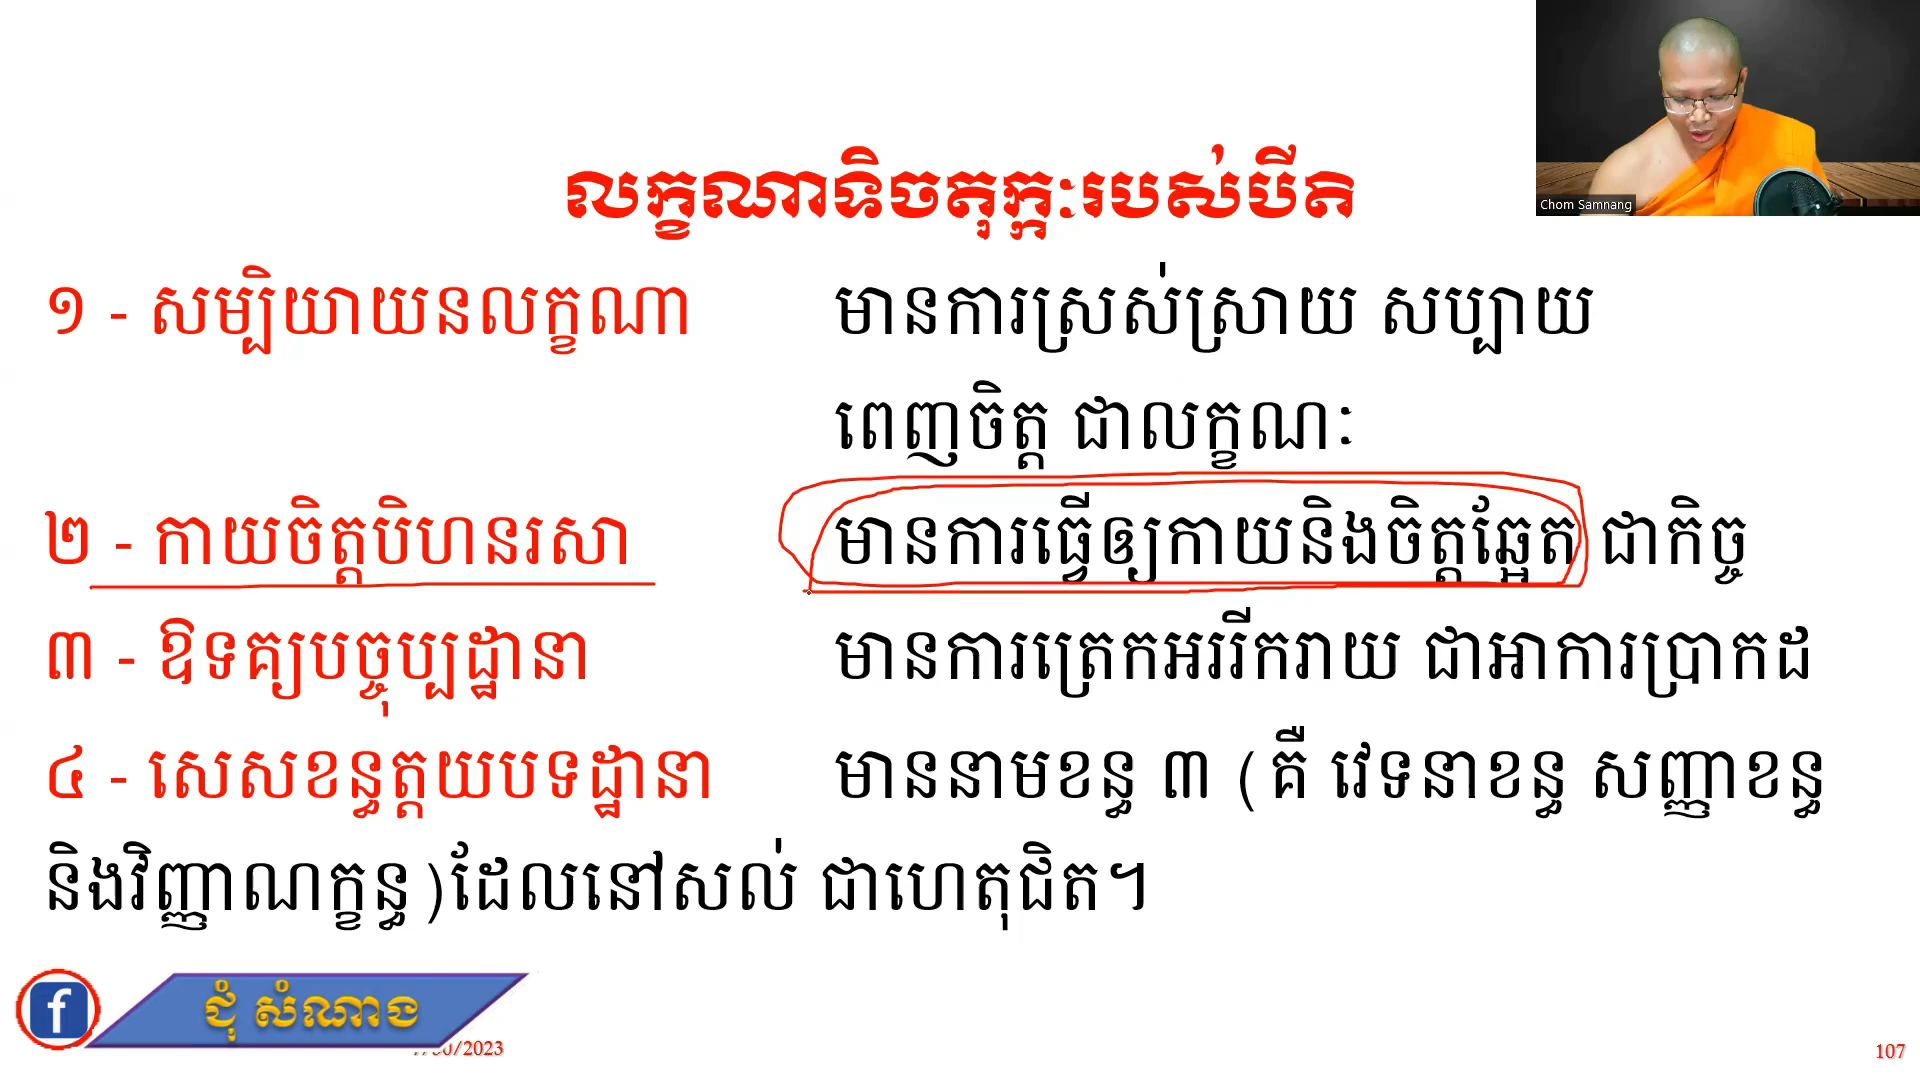 លក្ខណាទិចតុក្កៈរបស់បីតិ
Chom Samnang
១ - សម្បិយាយនលក្ខណា មានការស្រស់ស្រាយ សប្បាយ
ពេញចិត្ត ជាលក្ខណៈ
២ - កាយចិត្តបិហនរសា មានការធ្វើឲ្យកាយនិងចិត្តឆ្អែត ជាកិច្ច
៣ - ឱទគ្យបច្ចុប្បដ្ឋានា មានការត្រេកអររីករាយ ជាអាការប្រាកដ
៤ - សេសខន្ធត្តយបទដ្ឋានា មាននាមខន្ធ ៣ (គឺ វេទនាខន្ធ សញ្ញាខន្ធ
និងវិញ្ញាណក្ខន្ធ)ដែលនៅសល់ ជាហេតុជិត។
f ជុំ សំណាង
/2023
107